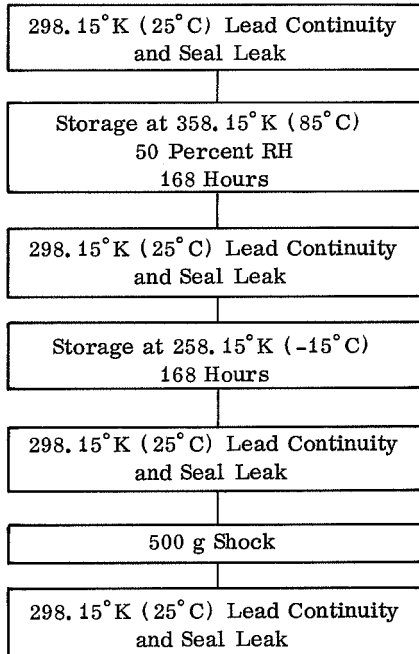 298.15°K (25°C) Lead Continuity
and Seal Leak
Storage at 358.15°K (85°C)
50 Percent RH
168 Hours
298.15°K (25°C) Lead Continuity
and Seal Leak
Storage at 258.15°K (-15°C)
168 Hours
298.15°K (25°C) Lead Continuity
and Seal Leak
500 g Shock
298.15°K (25°C) Lead Continuity
and Seal Leak